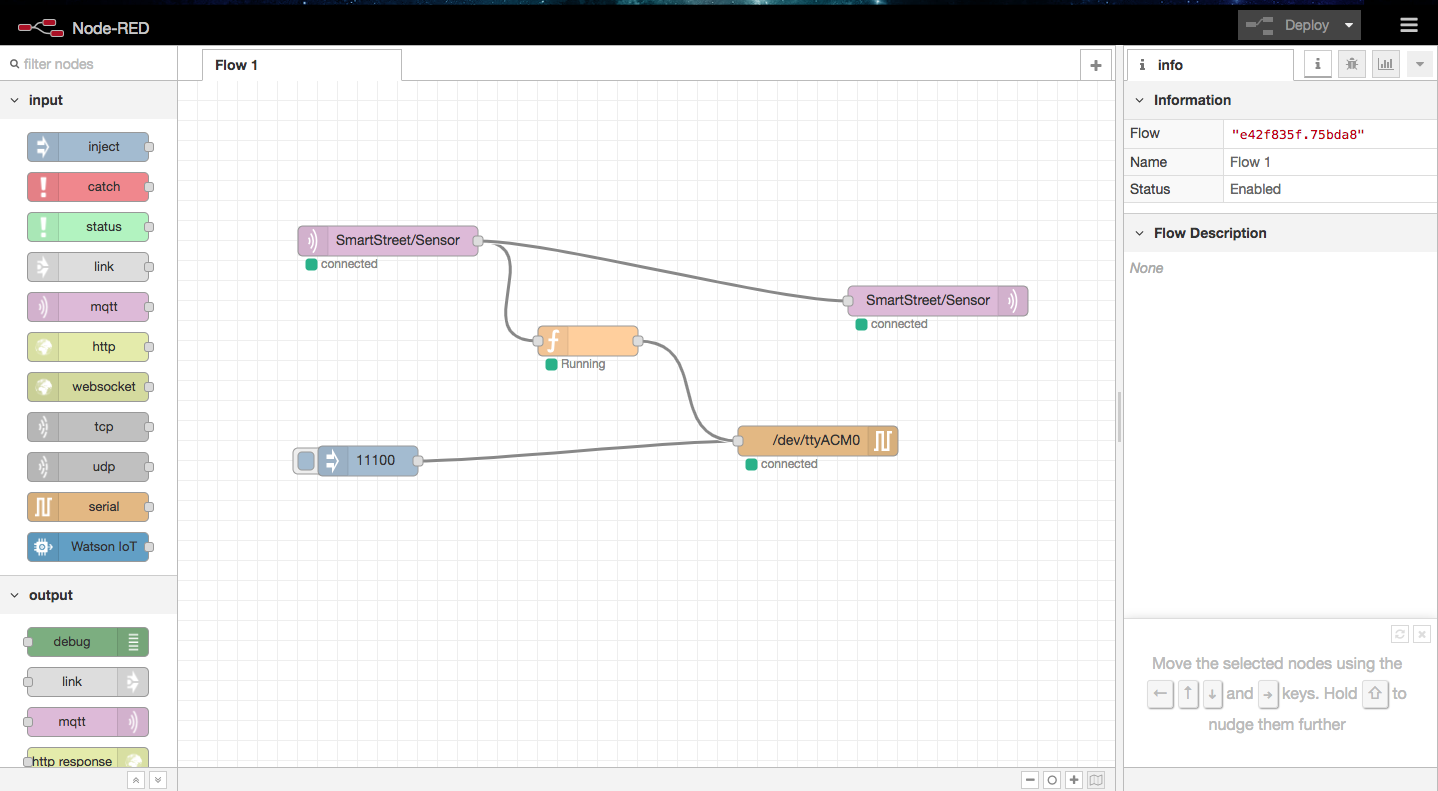 Node-RED
Deploy
filter nodes
input
inject
catch
status
link
mqtt
http
websocket
tcp
udp
serial
Watson IoT
output
debug
link
mqtt
http response
Flow 1
SmartStreet/Sensor
connected
SmartStreet/Sensor
connected
Running
/dev/ttyACM0
connected
11100
info
Information
Flow "e42f835f.75bda8"
Name Flow 1
Status Enabled
Flow Description
None
Move the selected nodes using the
← ↑ ↓ and → keys. Hold ⇧ to
nudge them further